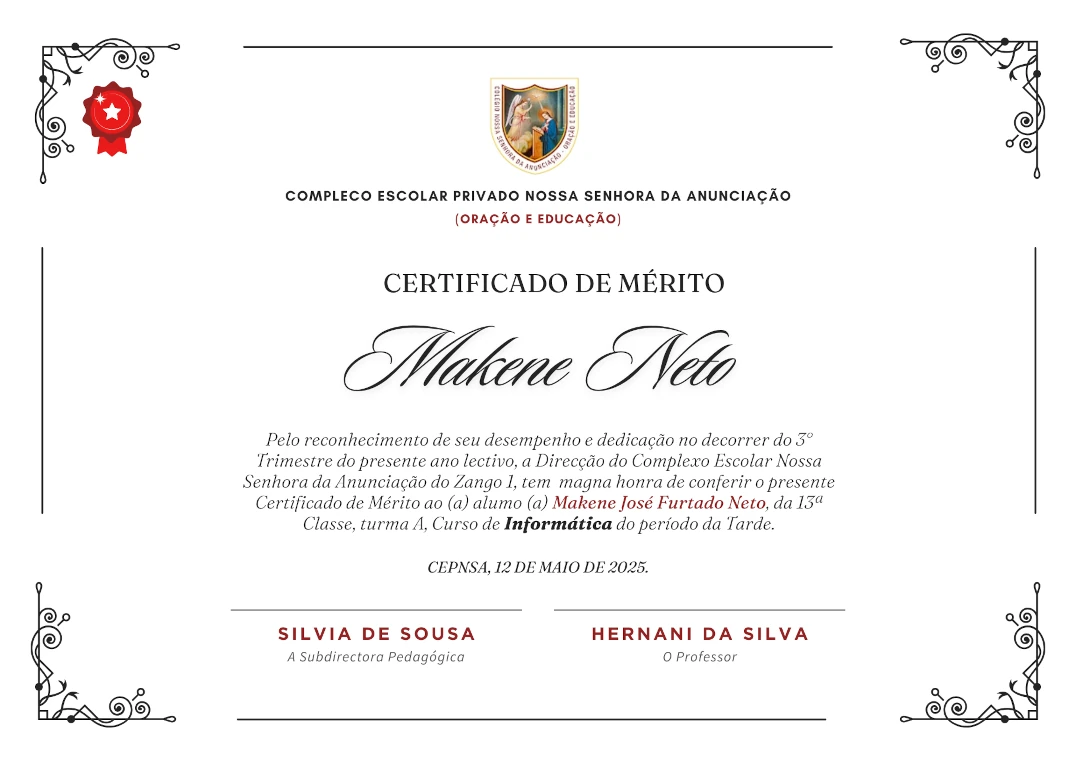 COLÉGIO NOSSA SENHORA DA ANUNCIAÇÃO - ORAÇÃO E EDUCAÇÃO
COMPLECO ESCOLAR PRIVADO NOSSA SENHORA DA ANUNCIAÇÃO
(ORAÇÃO E EDUCAÇÃO)
CERTIFICADO DE MÉRITO
Makene Neto
Pelo reconhecimento de seu desempenho e dedicação no decorrer do 3º
Trimestre do presente ano lectivo, a Direcção do Complexo Escolar Nossa
Senhora da Anunciação do Zango 1, tem magna honra de conferir o presente
Certificado de Mérito ao (a) alumo (a) Makene José Furtado Neto, da 13ª
Classe, turma A, Curso de Informática do período da Tarde.
CEPNSA, 12 DE MAIO DE 2025.
SILVIA DE SOUSA
A Subdirectora Pedagógica
HERNANI DA SILVA
O Professor